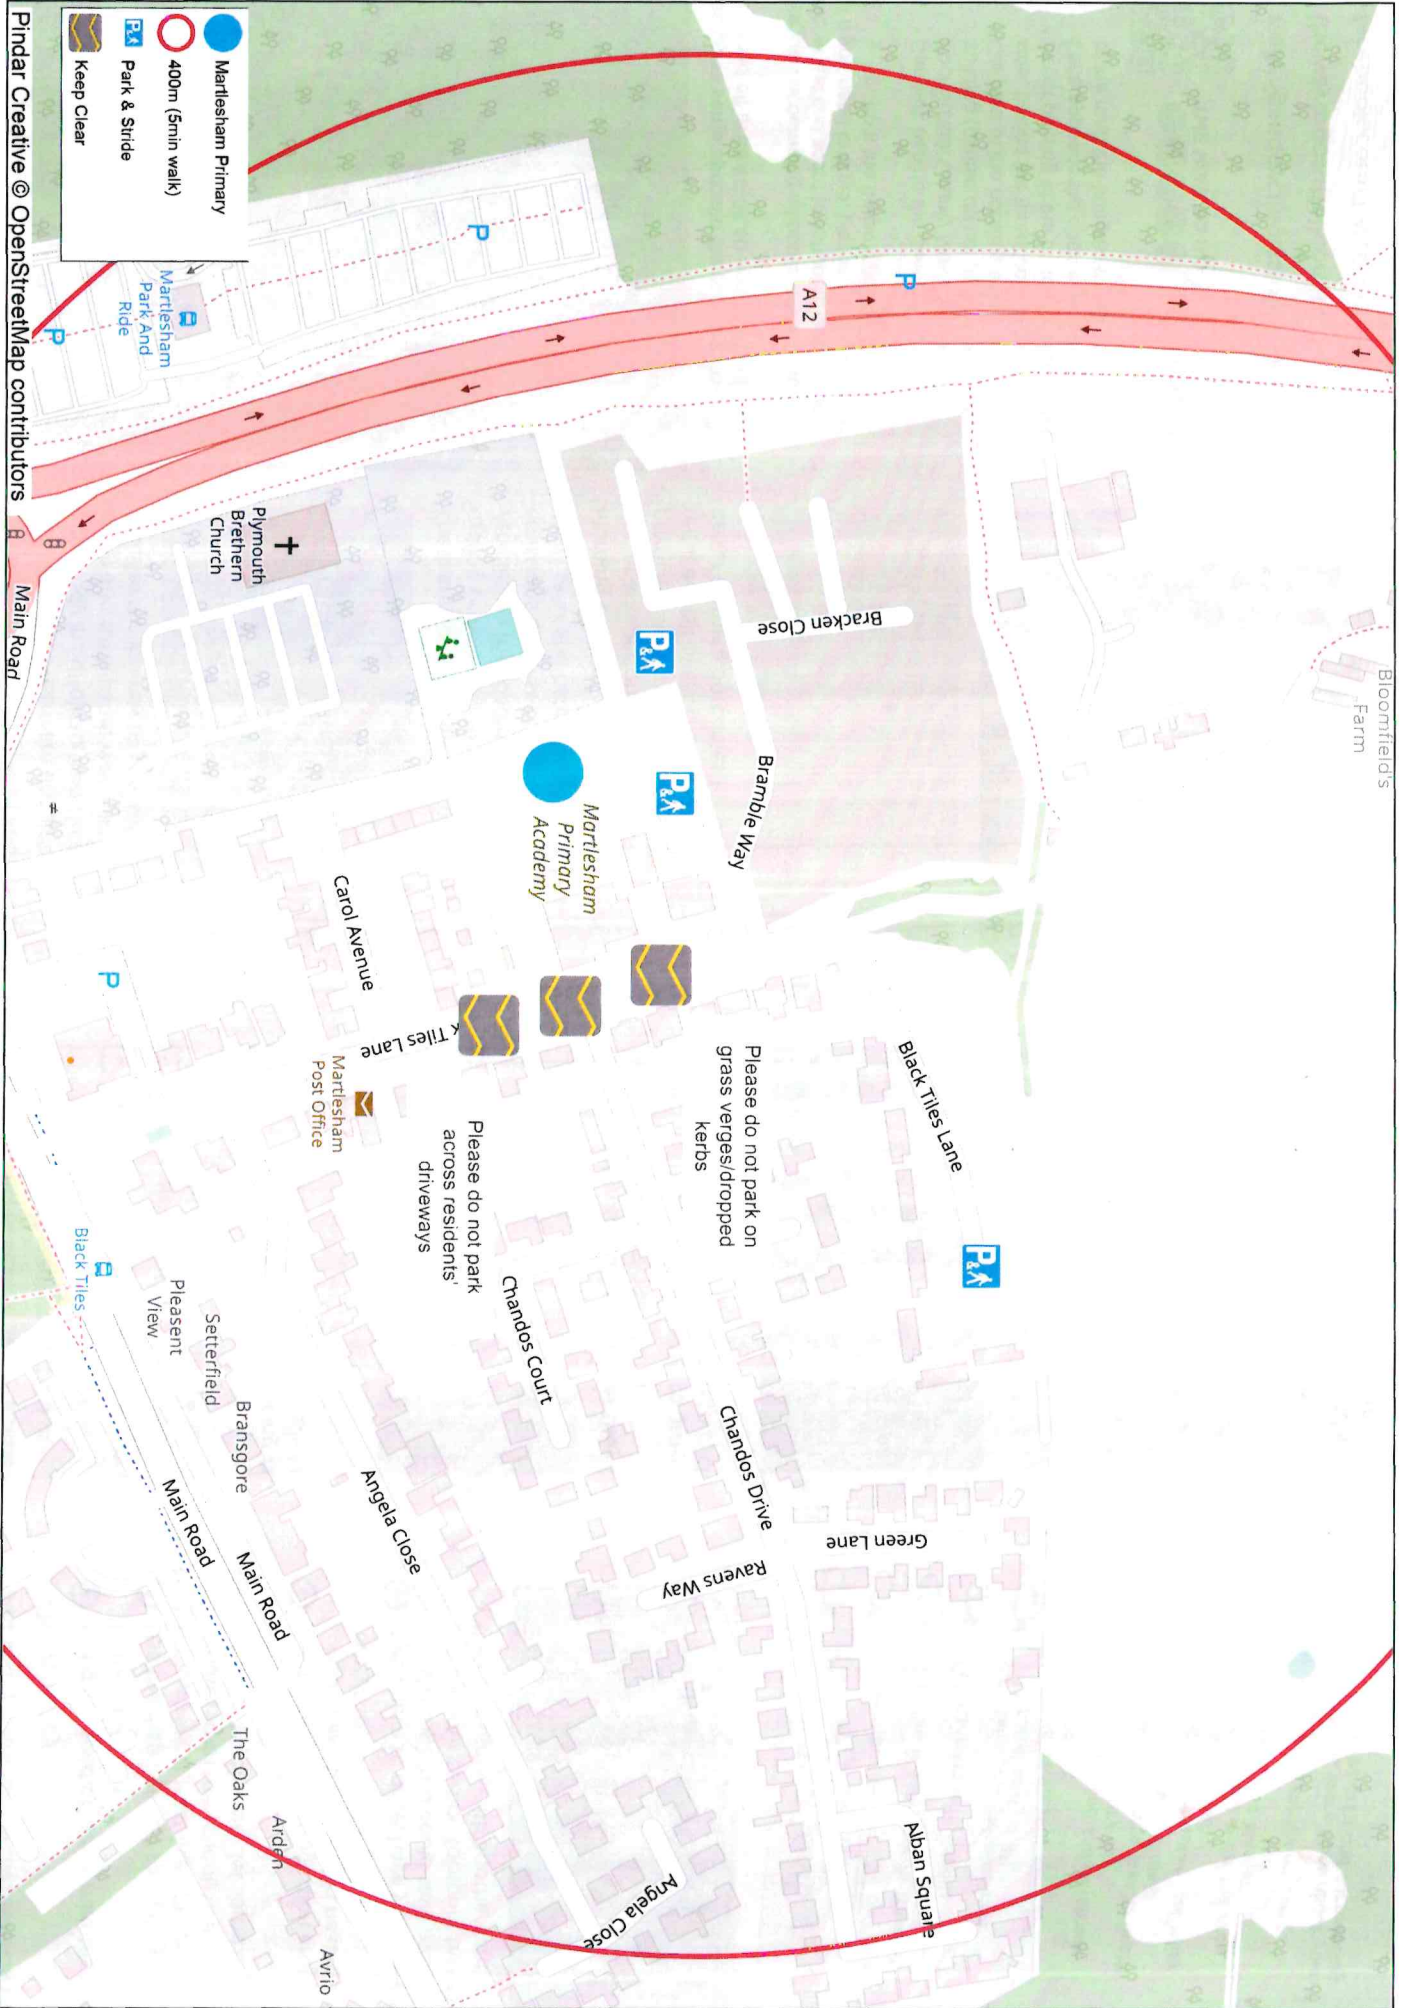 Bloomfield's
Farm
A12
Bracken Close
Bramble Way
Black Tiles Lane
Please do not park on
grass verges/dropped
kerbs
Chandos Drive
Green Lane
Ravens Way
Alban Square
Martlesham
Primary
Academy
Please do not park
across residents'
driveways
Chandos Court
Angela Close
Angela Close
Carol Avenue
k Tiles Lane
Martlesham
Post Office
Plymouth
Brethern
Church
Martlesham
Park And
Ride
P
P
P
P
P&
P&
P&
Main Road
Black Tiles
Pleasent
View
Setterfield
Bransgore
Main Road
Main Road
The Oaks
Arden
Avrio
Martlesham Primary
400m (5min walk)
P& Park & Stride
Keep Clear
Pindar Creative © OpenStreetMap contributors